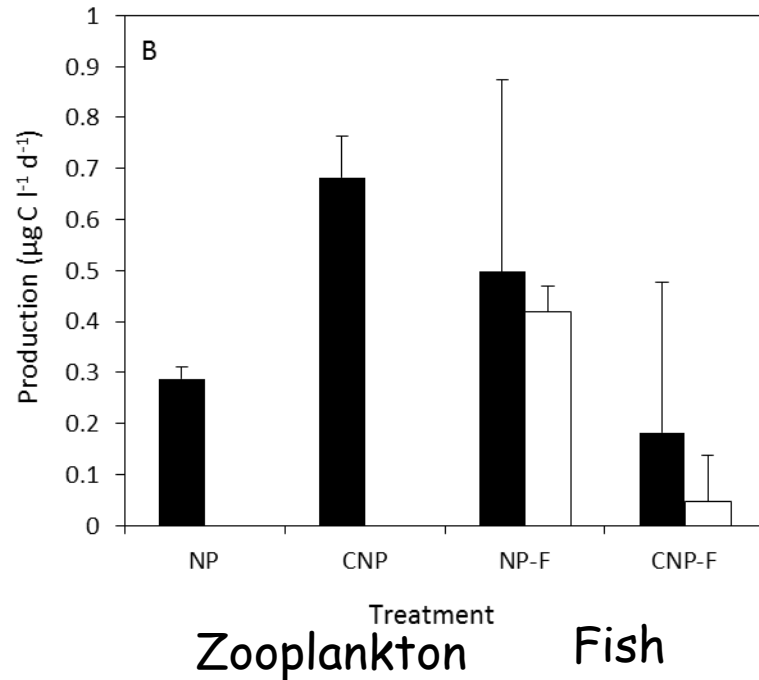 B
Production (µg C l⁻¹ d⁻¹)
1
0.9
0.8
0.7
0.6
0.5
0.4
0.3
0.2
0.1
0
NP CNP NP-F CNP-F
Treatment
Zooplankton Fish